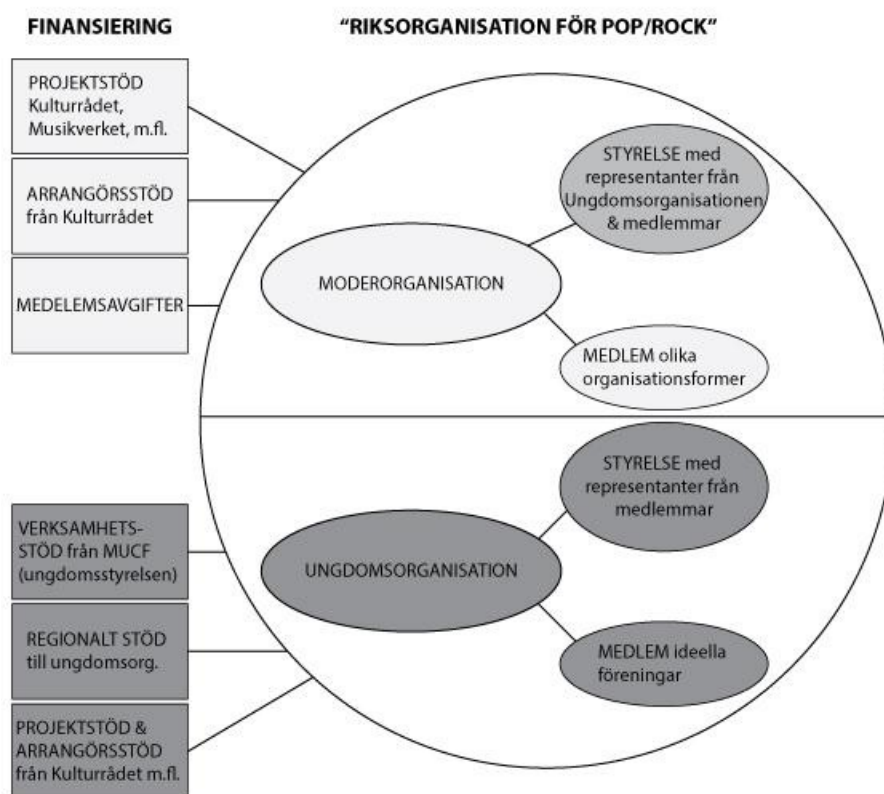 FINANSIERING
"RIKSORGANISATION FÖR POP/ROCK"
PROJEKTSTÖD
Kulturrådet,
Musikverket, m.fl.
ARRANGÖRSSTÖD
från Kulturrådet
MEDELEMSAVGIFTER
STYRELSE med
representanter från
Ungdomsorganisationen
& medlemmar
MODERORGANISATION
MEDLEM olika
organisationsformer
VERKSAMHETS-
STÖD från MUCF
(ungdomsstyrelsen)
REGIONALT STÖD
till ungdomsorg.
PROJEKTSTÖD &
ARRANGÖRSSTÖD
från Kulturrådet m.fl.
STYRELSE med
representanter från
medlemmar
UNGDOMSORGANISATION
MEDLEM ideella
föreningar